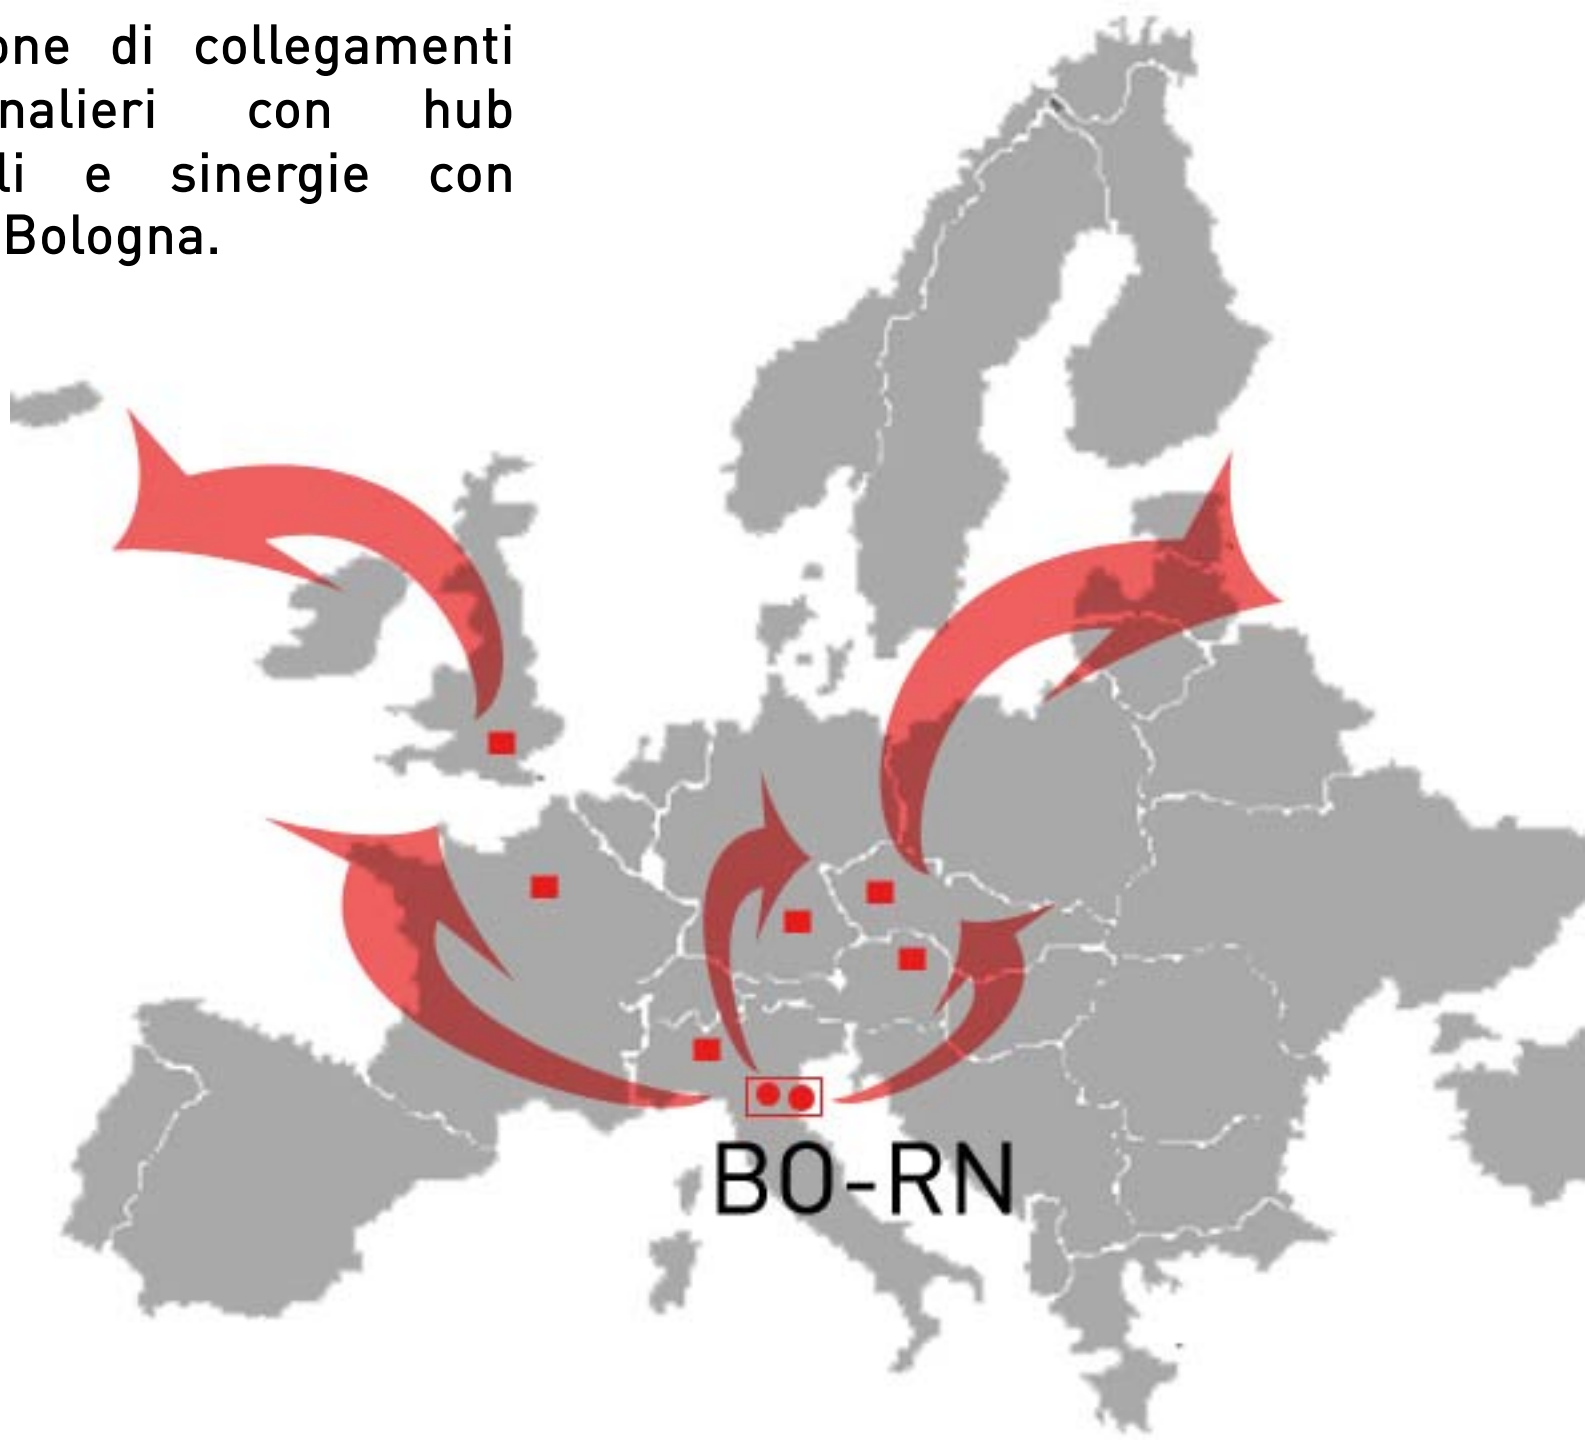 one di collegamenti
nalieri con hub
li e sinergie con
Bologna.
BO-RN